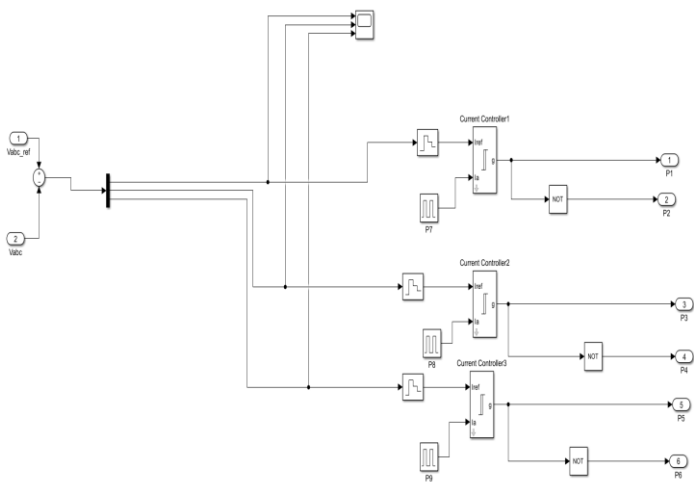 1
Vabc_ref
2
Vabc
Current Controller1
Iref
Ia
g
P7
1
P1
NOT
2
P2
Current Controller2
Iref
Ia
g
P8
3
P3
NOT
4
P4
Current Controller3
Iref
Ia
g
P9
5
P5
NOT
6
P6